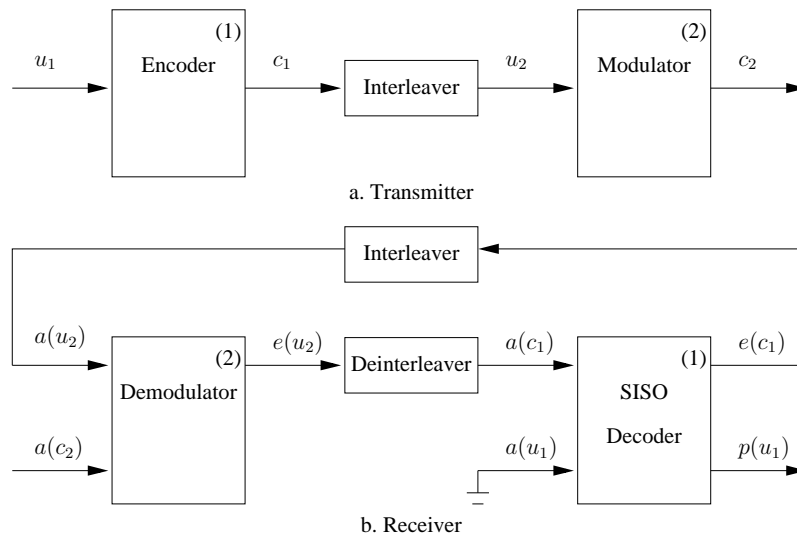 (1)
(2)
u₁
Encoder
c₁
Interleaver
u₂
Modulator
c₂
a. Transmitter
Interleaver
a(u₂)
(2)
Demodulator
e(u₂)
Deinterleaver
a(c₁)
(1)
SISO
Decoder
e(c₁)
a(c₂)
a(u₁)
p(u₁)
b. Receiver